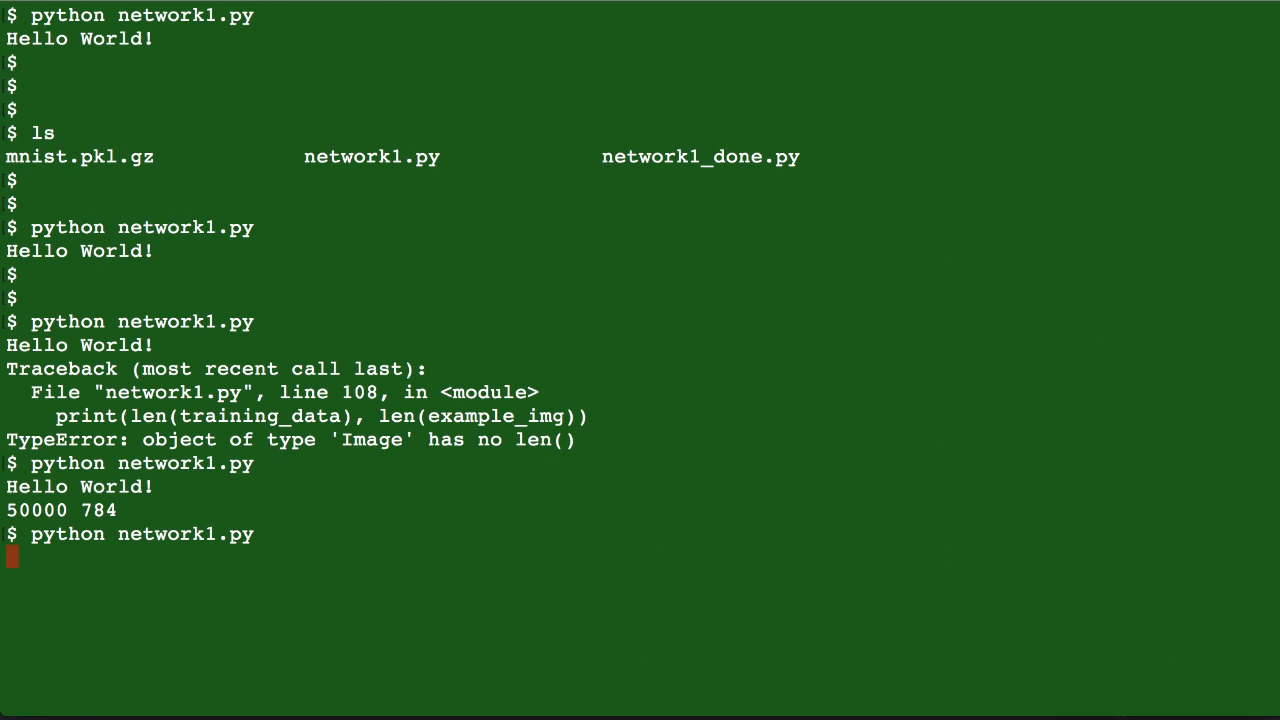 $ python network1.py
Hello World!
$
$
$
$ ls
mnist.pkl.gz network1.py network1_done.py
$
$
$ python network1.py
Hello World!
$
$
$ python network1.py
Hello World!
Traceback (most recent call last):
File "network1.py", line 108, in <module>
print(len(training_data), len(example_img))
TypeError: object of type 'Image' has no len()
$ python network1.py
Hello World!
50000 784
$ python network1.py